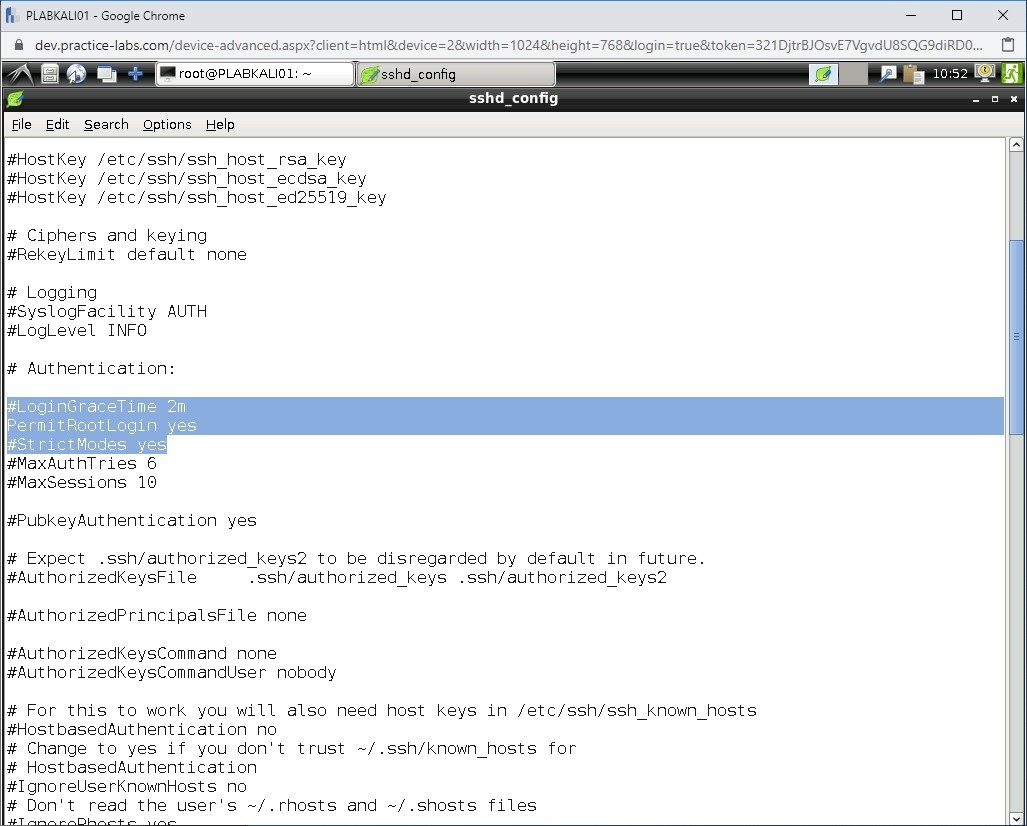 PLABKALI01 - Google Chrome
dev.practice-labs.com/device-advanced.aspx?client=html&device=2&width=1024&height=768&login=true&token=321DjtrBJOsvE7VgvdU8SQG9diRD0...
root@PLABKALI01: ~ sshd_config 10:52
sshd_config
File Edit Search Options Help
#HostKey /etc/ssh/ssh_host_rsa_key
#HostKey /etc/ssh/ssh_host_ecdsa_key
#HostKey /etc/ssh/ssh_host_ed25519_key
# Ciphers and keying
#RekeyLimit default none
# Logging
#SyslogFacility AUTH
#LogLevel INFO
# Authentication:
#LoginGraceTime 2m
PermitRootLogin yes
#StrictModes yes
#MaxAuthTries 6
#MaxSessions 10
#PubkeyAuthentication yes
# Expect .ssh/authorized_keys2 to be disregarded by default in future.
#AuthorizedKeysFile .ssh/authorized_keys .ssh/authorized_keys2
#AuthorizedPrincipalsFile none
#AuthorizedKeysCommand none
#AuthorizedKeysCommandUser nobody
# For this to work you will also need host keys in /etc/ssh/ssh_known_hosts
#HostbasedAuthentication no
# Change to yes if you don't trust ~/.ssh/known_hosts for
# HostbasedAuthentication
#IgnoreUserKnownHosts no
# Don't read the user's ~/.rhosts and ~/.shosts files
#IgnoreRhosts yes